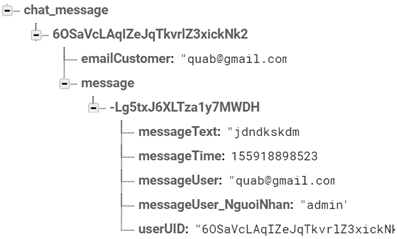 chat_message
6OSaVcLAqIZeJqTkvrlZ3xickNk2
emailCustomer: "quab@gmail.com
message
-Lg5txJ6XLTza1y7MWDH
messageText: "jdndkskdm
messageTime: 155918898523
messageUser: "quab@gmail.com
messageUser_NguoiNhan: "admin'
userUID: "6OSaVcLAqIZeJqTkvrlZ3xickNk